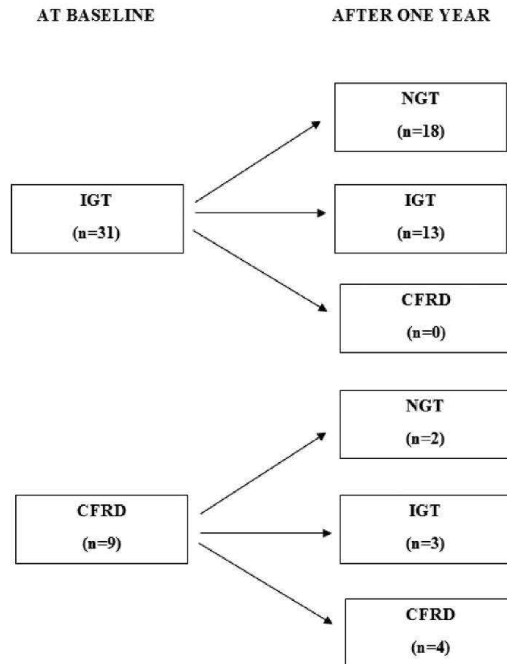 AT BASELINE
AFTER ONE YEAR
NGT
(n=18)
IGT
(n=31)
IGT
(n=13)
CFRD
(n=0)
NGT
(n=2)
CFRD
(n=9)
IGT
(n=3)
CFRD
(n=4)